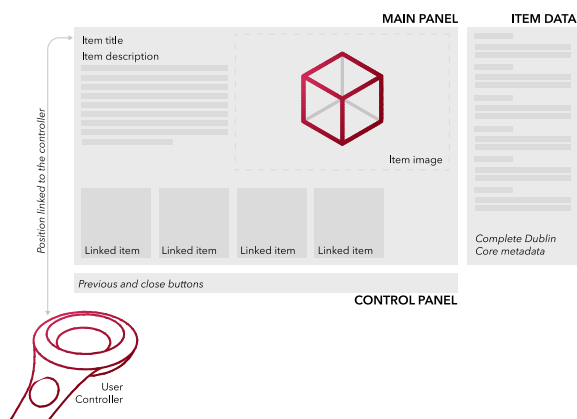 MAIN PANEL
ITEM DATA
Item title
Item description
Item image
Linked item
Linked item
Linked item
Linked item
Complete Dublin
Core metadata
Previous and close buttons
CONTROL PANEL
Position linked to the controller
User
Controller